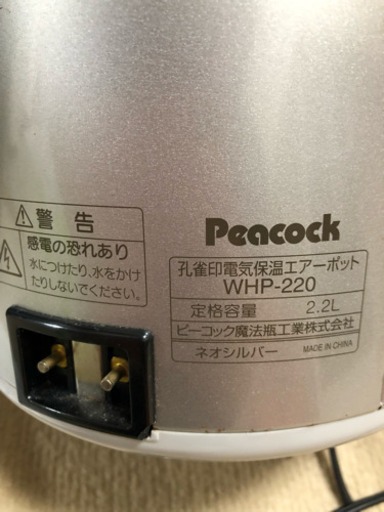 ⚠警告
感電の恐れあり
水につけたり、水をかけ
たりしないでください。
Peacock
孔雀印電気保温エアーポット
WHP-220
定格容量 2.2L
ピーコック魔法瓶工業株式会社
ネオシルバー MADE IN CHINA